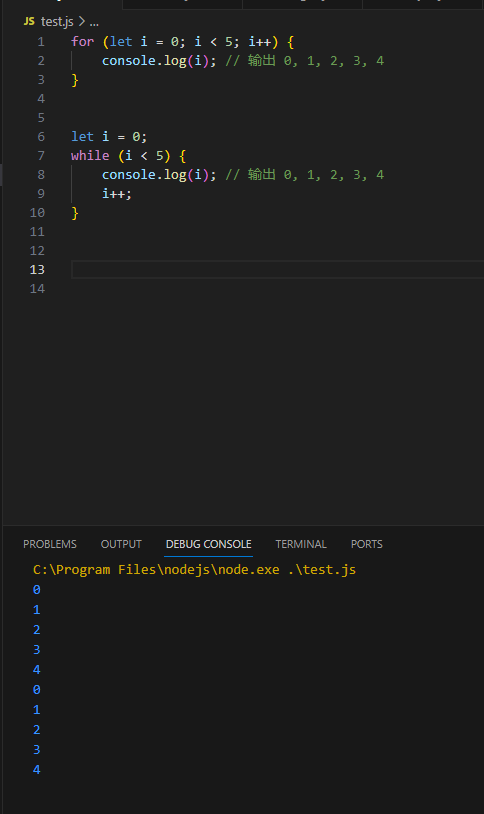 JS test.js > ...
1 for (let i = 0; i < 5; i++) {
2     console.log(i); // 输出 0, 1, 2, 3, 4
3 }
4
5
6 let i = 0;
7 while (i < 5) {
8     console.log(i); // 输出 0, 1, 2, 3, 4
9     i++;
10 }
11
12
13
14
PROBLEMS OUTPUT DEBUG CONSOLE TERMINAL PORTS
C:\Program Files\nodejs\node.exe .\test.js
0
1
2
3
4
0
1
2
3
4